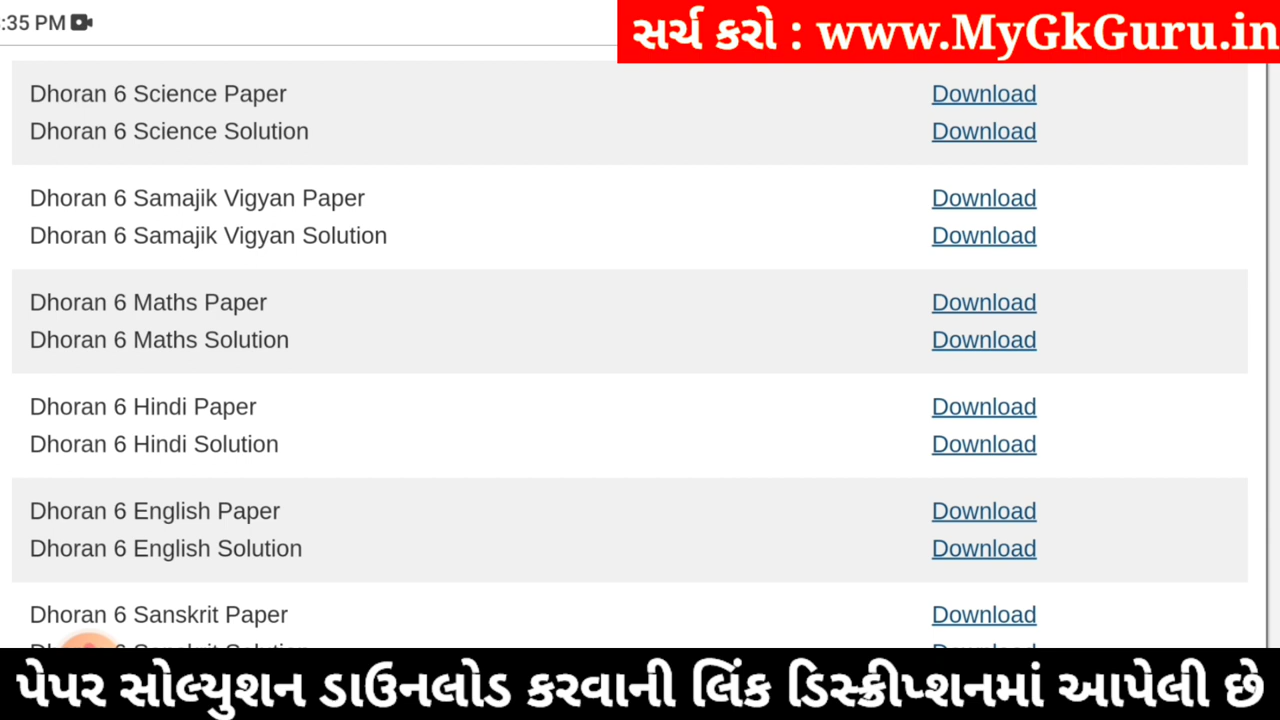 :35 PM
સર્ચ કરો : www.MyGkGuru.in
Dhoran 6 Science Paper Download
Dhoran 6 Science Solution Download
Dhoran 6 Samajik Vigyan Paper Download
Dhoran 6 Samajik Vigyan Solution Download
Dhoran 6 Maths Paper Download
Dhoran 6 Maths Solution Download
Dhoran 6 Hindi Paper Download
Dhoran 6 Hindi Solution Download
Dhoran 6 English Paper Download
Dhoran 6 English Solution Download
Dhoran 6 Sanskrit Paper Download
પેપર સોલ્યુશન ડાઉનલોડ કરવાની લિંક ડિસ્ક્રીપ્શનમાં આપેલી છે